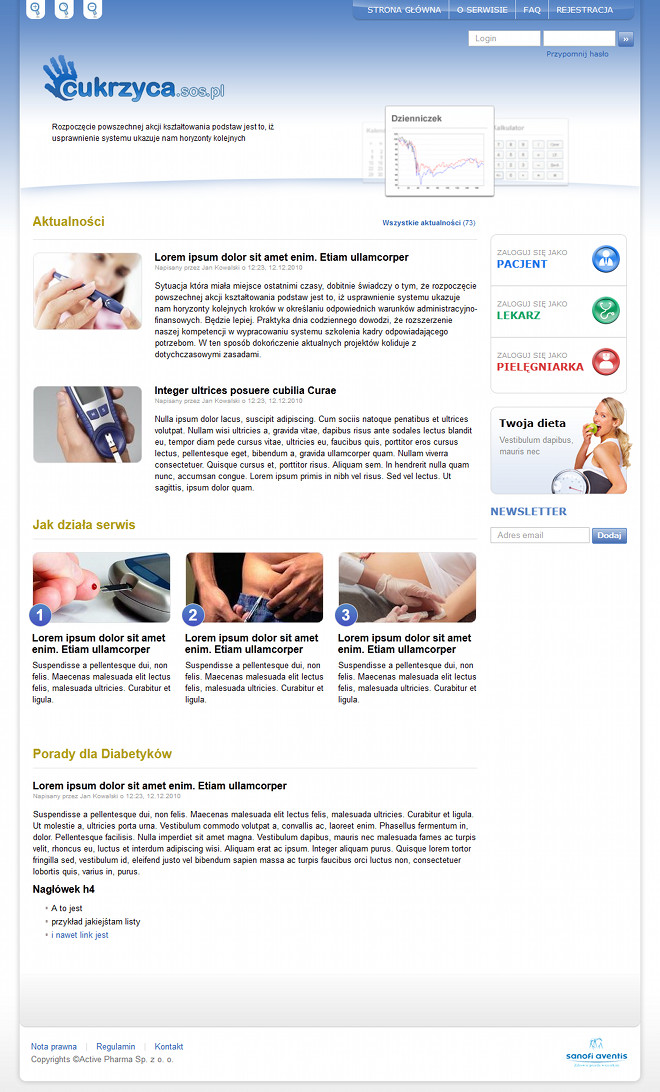 STRONA GŁÓWNA O SERWISIE FAQ REJESTRACJA
Login
Przypomnij hasło
cukrzyca.sos.pl
Rozpoczęcie powszechnej akcji kształtowania podstaw jest to, iż
usprawnienie systemu ukazuje nam horyzonty kolejnych
Dzienniczek
Aktualności
Wszystkie aktualności (73)
Lorem ipsum dolor sit amet enim. Etiam ullamcorper
Napisany przez Jan Kowalski o 12:23, 12.12.2010
Sytuacja która miała miejsce ostatnimi czasy, dobitnie świadczy o tym, że rozpoczęcie
powszechnej akcji kształtowania podstaw jest to, iż usprawnienie systemu ukazuje
nam horyzonty kolejnych kroków w określaniu odpowiednich warunków administracyjno-
finansowych. Będzie lepiej. Praktyka dnia codziennego dowodzi, że rozszerzenie
naszej kompetencji w wypracowaniu systemu szkolenia kadry odpowiadającego
potrzebom. W ten sposób dokończenie aktualnych projektów koliduje z
dotychczasowymi zasadami.
Integer ultrices posuere cubilia Curae
Napisany przez Jan Kowalski o 12:23, 12.12.2010
Nulla ipsum dolor lacus, suscipit adipiscing. Cum sociis natoque penatibus et ultrices
volutpat. Nullam wisi ultricies a, gravida vitae, dapibus risus ante sodales lectus blandit
eu, tempor diam pede cursus vitae, ultricies eu, faucibus quis, porttitor eros cursus
lectus, pellentesque eget, bibendum a, gravida ullamcorper quam. Nullam viverra
consectetuer. Quisque cursus et, porttitor risus. Aliquam sem. In hendrerit nulla quam
nunc, accumsan congue. Lorem ipsum primis in nibh vel risus. Sed vel lectus. Ut
sagittis, ipsum dolor quam.
ZALOGUJ SIĘ JAKO
PACJENT
ZALOGUJ SIĘ JAKO
LEKARZ
ZALOGUJ SIĘ JAKO
PIELĘGNIARKA
Twoja dieta
Vestibulum dapibus,
mauris nec
NEWSLETTER
Adres email Dodaj
Jak działa serwis
1 2 3
Lorem ipsum dolor sit amet
enim. Etiam ullamcorper
Suspendisse a pellentesque dui, non
felis. Maecenas malesuada elit lectus
felis, malesuada ultricies. Curabitur et
ligula.
Lorem ipsum dolor sit amet
enim. Etiam ullamcorper
Suspendisse a pellentesque dui, non
felis. Maecenas malesuada elit lectus
felis, malesuada ultricies. Curabitur et
ligula.
Lorem ipsum dolor sit amet
enim. Etiam ullamcorper
Suspendisse a pellentesque dui, non
felis. Maecenas malesuada elit lectus
felis, malesuada ultricies. Curabitur et
ligula.
Porady dla Diabetyków
Lorem ipsum dolor sit amet enim. Etiam ullamcorper
Napisany przez Jan Kowalski o 12:23, 12.12.2010
Suspendisse a pellentesque dui, non felis. Maecenas malesuada elit lectus felis, malesuada ultricies. Curabitur et ligula.
Ut molestie a, ultricies porta urna. Vestibulum commodo volutpat a, convallis ac, laoreet enim. Phasellus fermentum in,
dolor. Pellentesque facilisis. Nulla imperdiet sit amet magna. Vestibulum dapibus, mauris nec malesuada fames ac turpis
velit, rhoncus eu, luctus et interdum adipiscing wisi. Aliquam erat ac ipsum. Integer aliquam purus. Quisque lorem tortor
fringilla sed, vestibulum id, eleifend justo vel bibendum sapien massa ac turpis faucibus orci luctus non, consectetuer
lobortis quis, varius in, purus.
Nagłówek h4
A to jest
przykład jakiejśtam listy
i nawet link jest
Nota prawna | Regulamin | Kontakt
Copyrights ©Active Pharma Sp. z o. o.
sanofi aventis